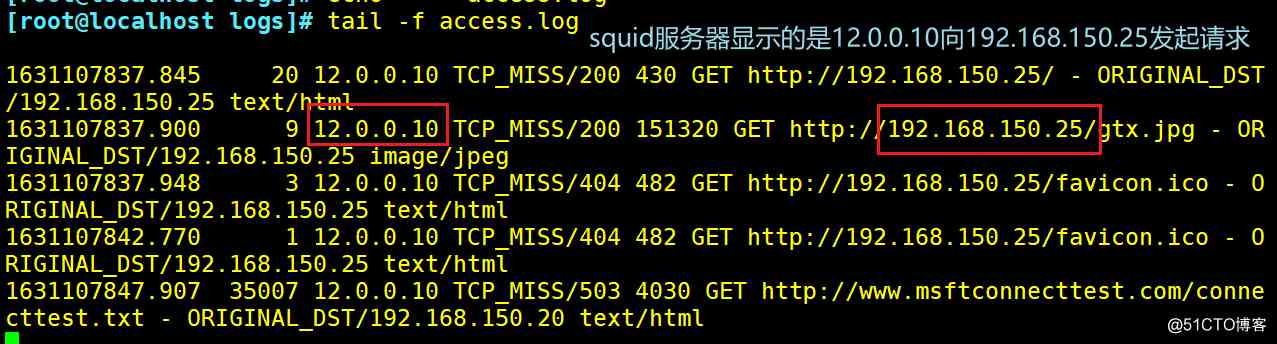 [root@localhost logs]# tail -f access.log
squid服务器显示的是12.0.0.10向192.168.150.25发起请求
1631107837.845     20 12.0.0.10 TCP_MISS/200 430 GET http://192.168.150.25/ - ORIGINAL_DST
/192.168.150.25 text/html
1631107837.900      9 12.0.0.10 TCP_MISS/200 151320 GET http://192.168.150.25/gtx.jpg - OR
IGINAL_DST/192.168.150.25 image/jpeg
1631107837.948      3 12.0.0.10 TCP_MISS/404 482 GET http://192.168.150.25/favicon.ico - O
RIGINAL_DST/192.168.150.25 text/html
1631107842.770      1 12.0.0.10 TCP_MISS/404 482 GET http://192.168.150.25/favicon.ico - O
RIGINAL_DST/192.168.150.25 text/html
1631107847.907  35007 12.0.0.10 TCP_MISS/503 4030 GET http://www.msftconnecttest.com/conne
cttest.txt - ORIGINAL_DST/192.168.150.20 text/html
@51CTO博客